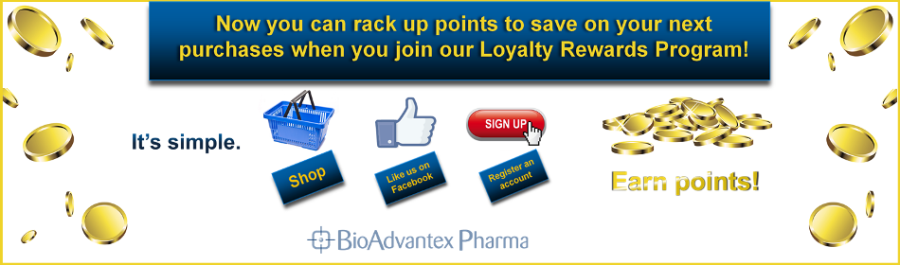 Now you can rack up points to save on your next
purchases when you join our Loyalty Rewards Program!
It's simple.
SIGN UP
Shop
Like us on
Facebook
Register an
account
Earn points!
BioAdvantex Pharma